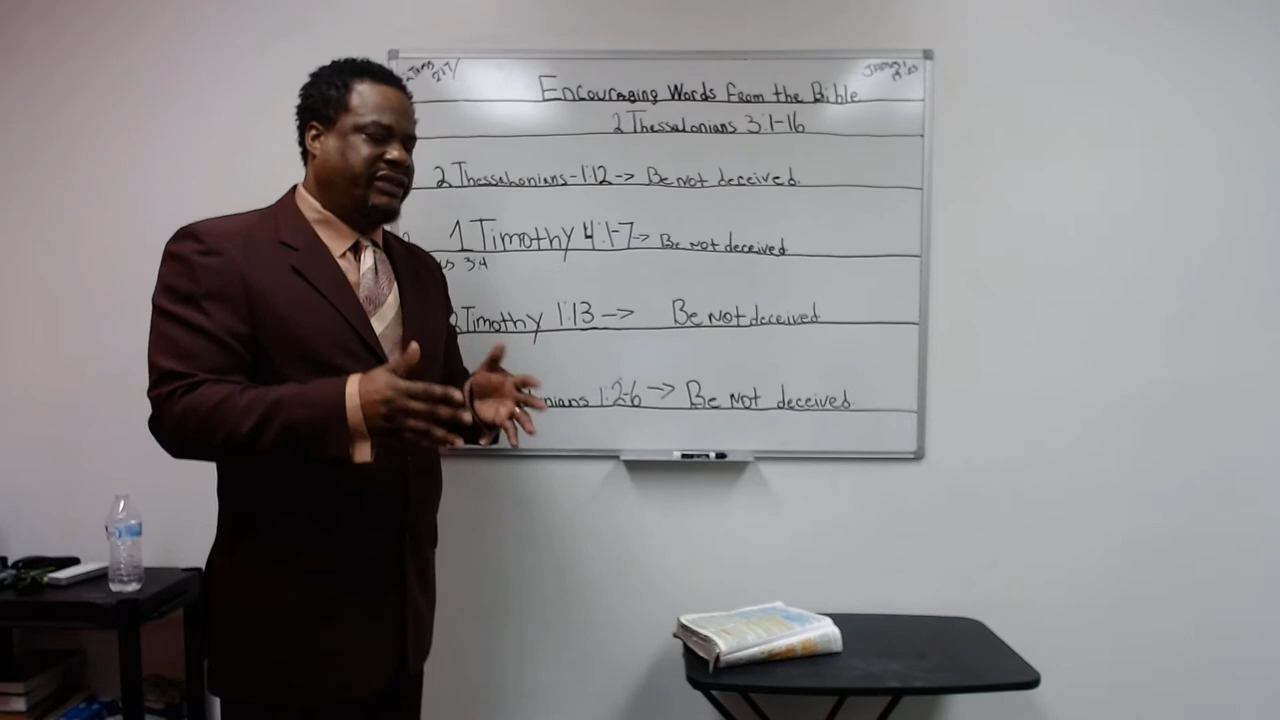 Encouraging Words From the Bible
2 Thessalonians 3:1-16
2 Thessalonians-1:12-> Be not deceived.
1 Timothy 4:1-7-> Be not deceived
3:4
Timothy 1:13 -> Be not deceived
nians 1:2-6 -> Be not deceived.